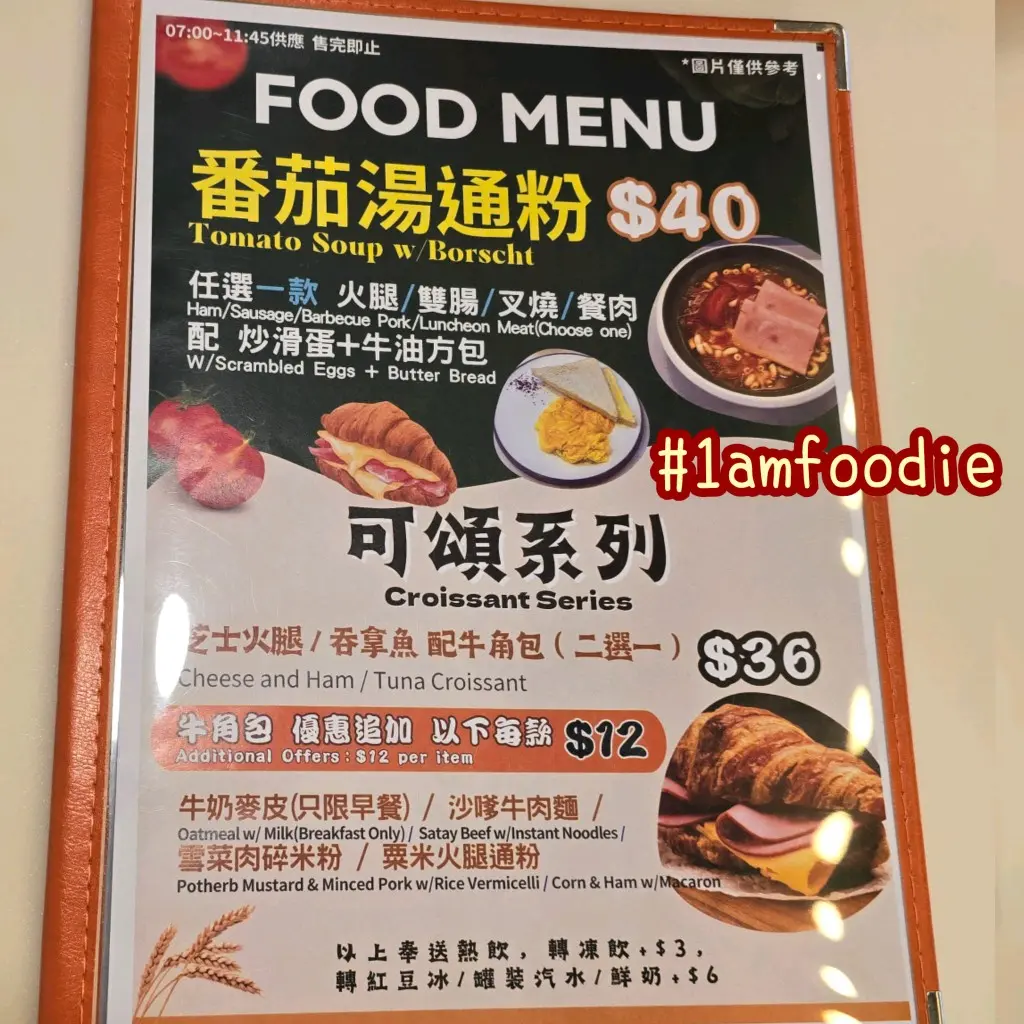 07:00~11:45供應 售完即止
*圖片僅供參考
FOOD MENU
番茄湯通粉 $40
Tomato Soup w/Borscht
任選一款 火腿/雙腸/叉燒/餐肉
Ham/Sausage/Barbecue Pork/Luncheon Meat(Choose one)
配 炒滑蛋+牛油方包
W/Scrambled Eggs + Butter Bread
#1amfoodie
可頌系列
Croissant Series
芝士火腿 / 吞拿魚 配牛角包 ( 二選一 ) $36
Cheese and Ham / Tuna Croissant
牛角包 優惠追加 以下每款 $12
Additional Offers : $12 per item
牛奶麥皮(只限早餐) / 沙嗲牛肉麵 /
Oatmeal w/ Milk(Breakfast Only) / Satay Beef w/Instant Noodles /
雪菜肉碎米粉 / 粟米火腿通粉
Potherb Mustard & Minced Pork w/Rice Vermicelli / Corn & Ham w/Macaron
以上奉送熱飲，轉凍飲+$3，
轉紅豆冰/罐裝汽水/鮮奶+$6